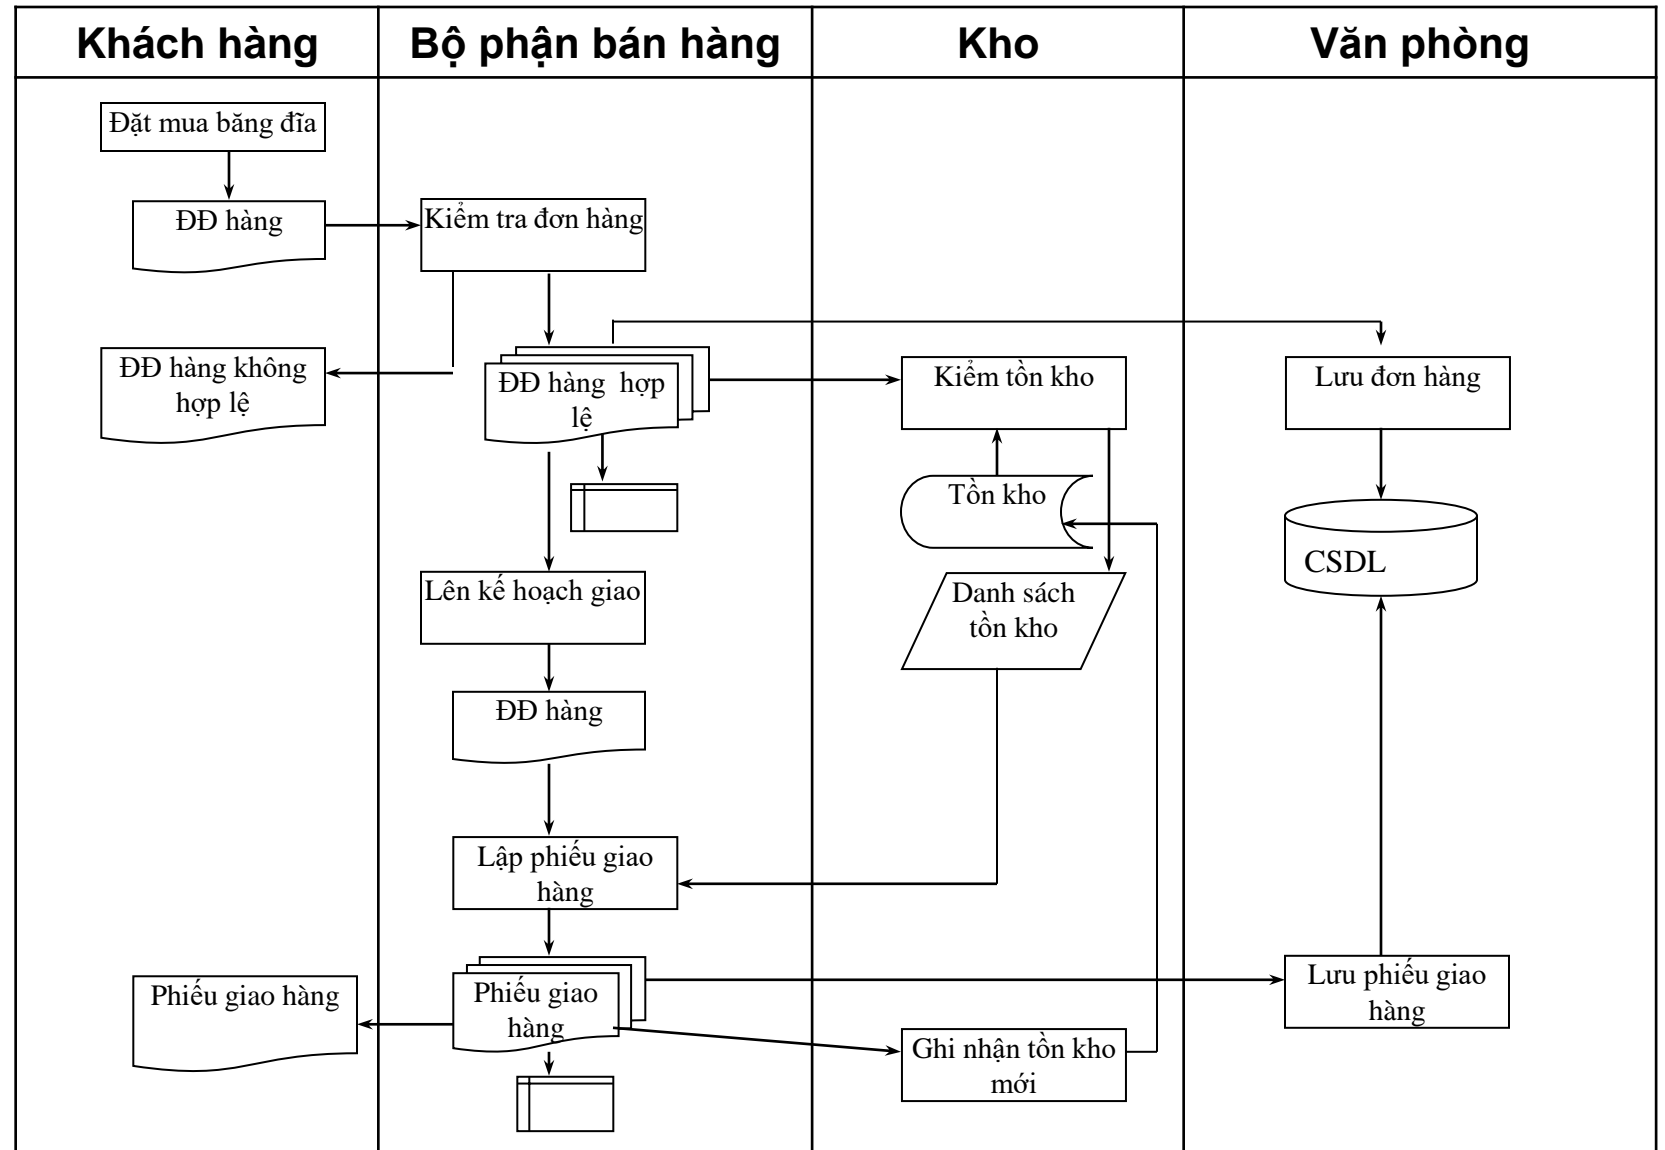 Khách hàng
Bộ phận bán hàng
Kho
Văn phòng
Đặt mua băng đĩa
ĐĐ hàng
Kiểm tra đơn hàng
ĐĐ hàng không
hợp lệ
ĐĐ hàng hợp
lệ
Kiểm tồn kho
Lưu đơn hàng
Tồn kho
CSDL
Lên kế hoạch giao
Danh sách
tồn kho
ĐĐ hàng
Lập phiếu giao
hàng
Phiếu giao hàng
Phiếu giao
hàng
Lưu phiếu giao
hàng
Ghi nhận tồn kho
mới